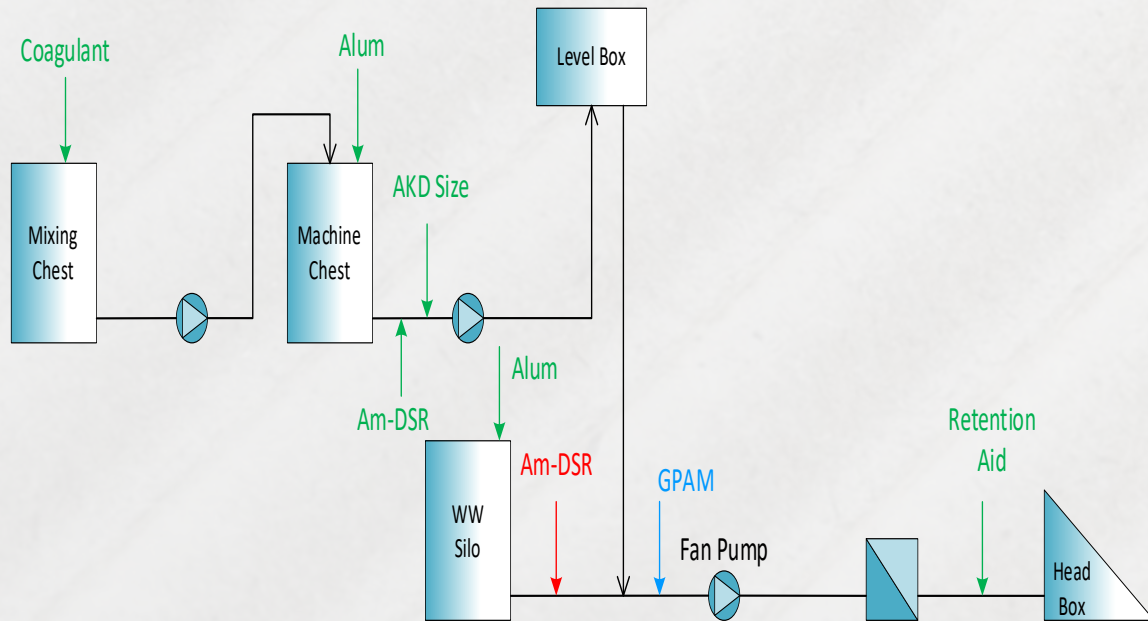 Coagulant
Alum
Level Box
Mixing
Chest
Machine
Chest
AKD Size
Am-DSR
Alum
WW
Silo
Am-DSR
GPAM
Fan Pump
Retention
Aid
Head
Box